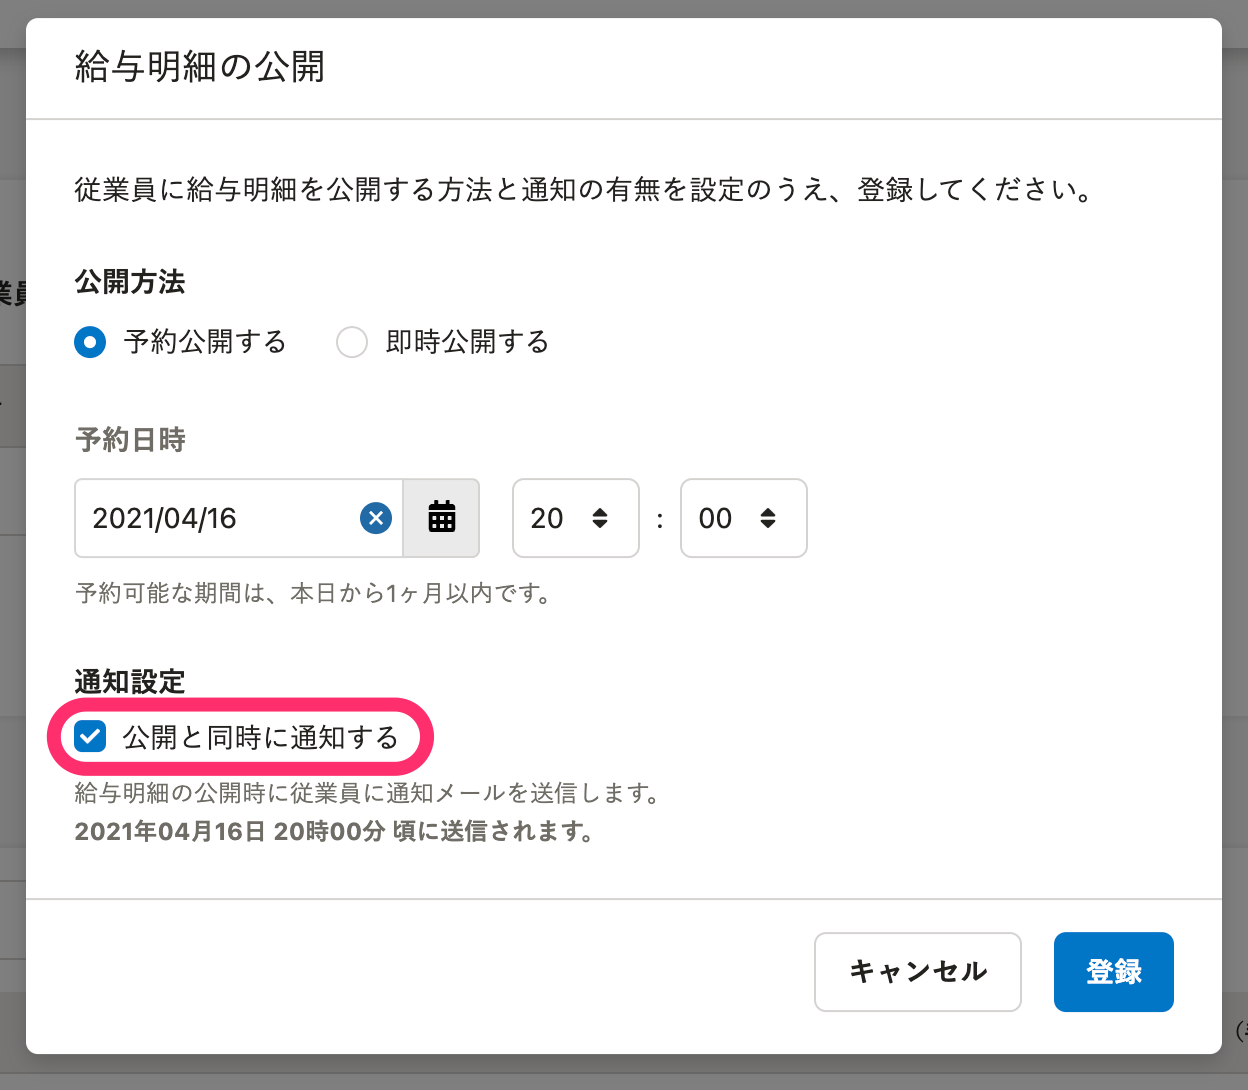 給与明細の公開
従業員に給与明細を公開する方法と通知の有無を設定のうえ、登録してください。
公開方法
予約公開する 即時公開する
予約日時
2021/04/16 20 : 00
予約可能な期間は、本日から1ヶ月以内です。
通知設定
公開と同時に通知する
給与明細の公開時に従業員に通知メールを送信します。
2021年04月16日 20時00分 頃に送信されます。
キャンセル 登録